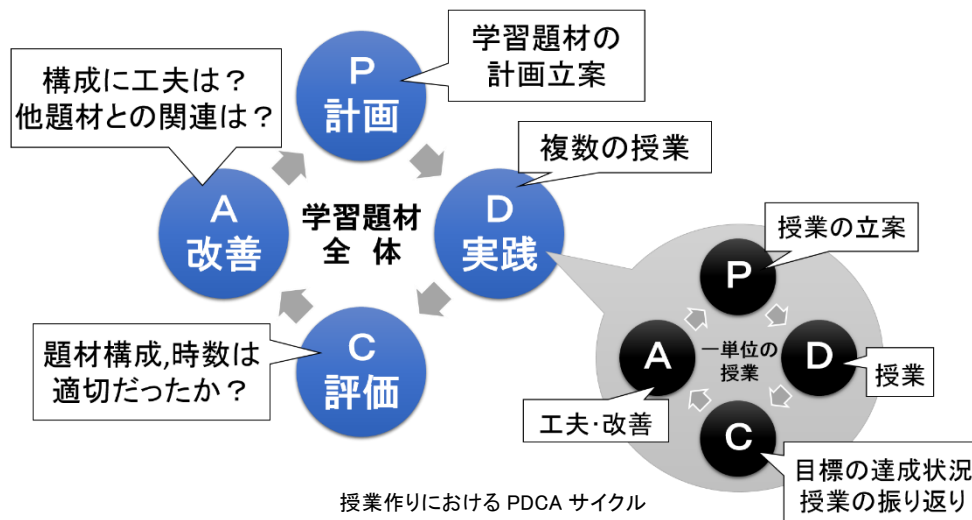 P
計画
学習題材の
計画立案
構成に工夫は？
他題材との関連は？
複数の授業
A
改善
学習題材
全　体
D
実践
題材構成,時数は
適切だったか？
C
評価
授業の立案
P
A
一単位の
授業
D
授業
工夫・改善
C
目標の達成状況
授業の振り返り
授業作りにおける PDCA サイクル